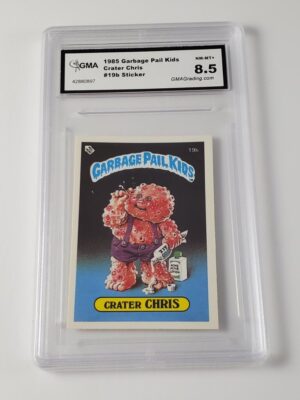 GMA
1985 Garbage Pail Kids
Crater Chris
#19b Sticker
NM-MT+
8.5
GMAGrading.com
GARBAGE PAIL KIDS
19b
CRATER CHRIS